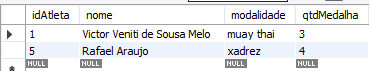 idAtleta nome modalidade qtdMedalha
1 Victor Veniti de Sousa Melo muay thai 3
5 Rafael Araujo xadrez 4
NULL NULL NULL NULL